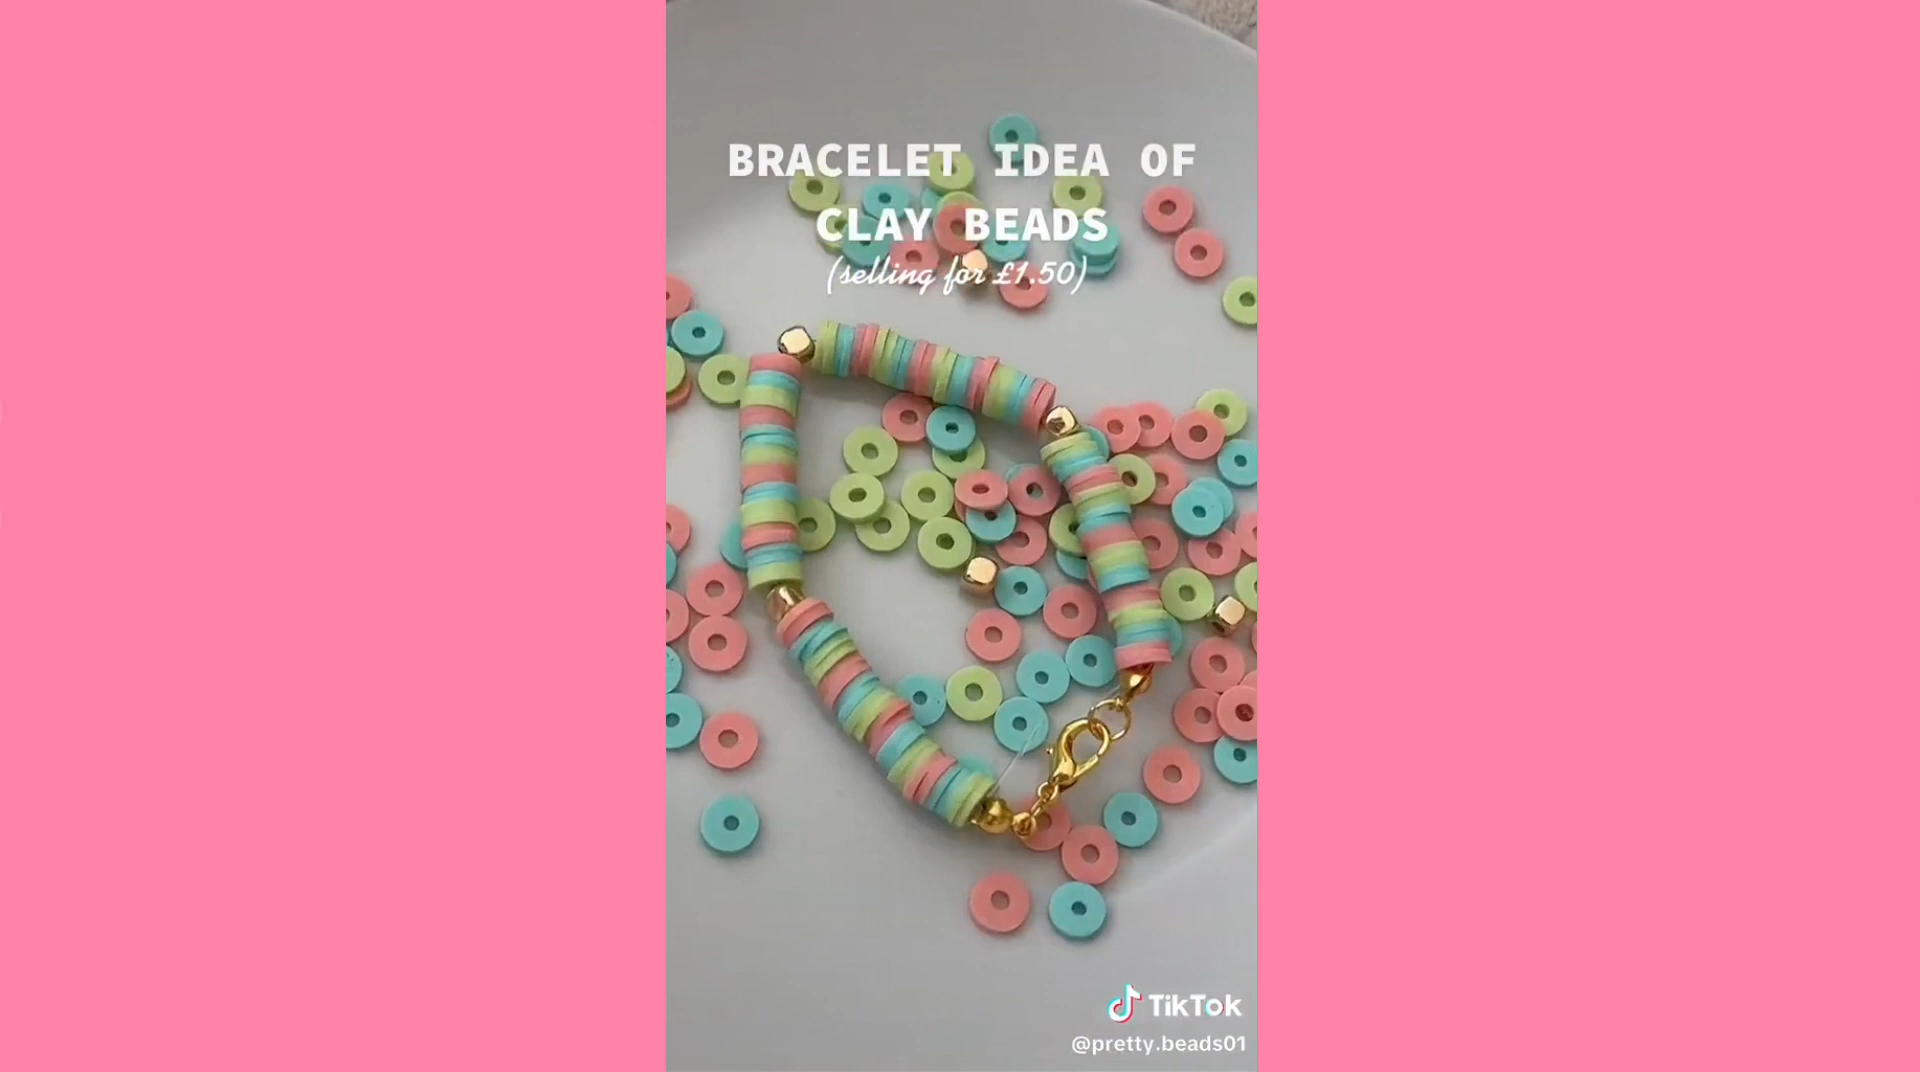 BRACELET IDEA OF
CLAY BEADS
(selling for £1.50)
TikTok
@pretty.beads01